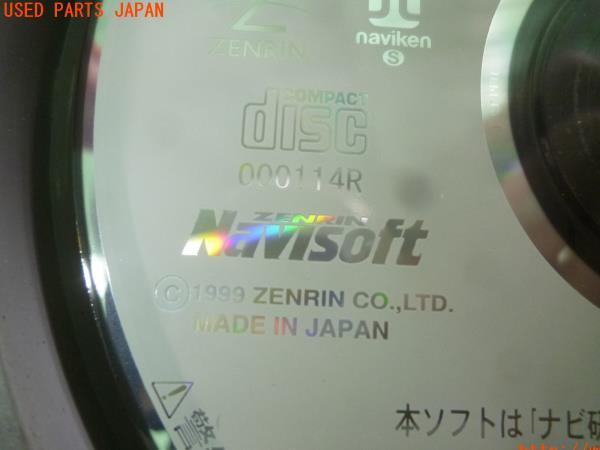 USED PARTS JAPAN
ZENRIN
naviken
S
COMPACT
disc
000114R
ZENRIN
Navisoft
©1999 ZENRIN CO.,LTD.
MADE IN JAPAN
本ソフトは「ナビ研